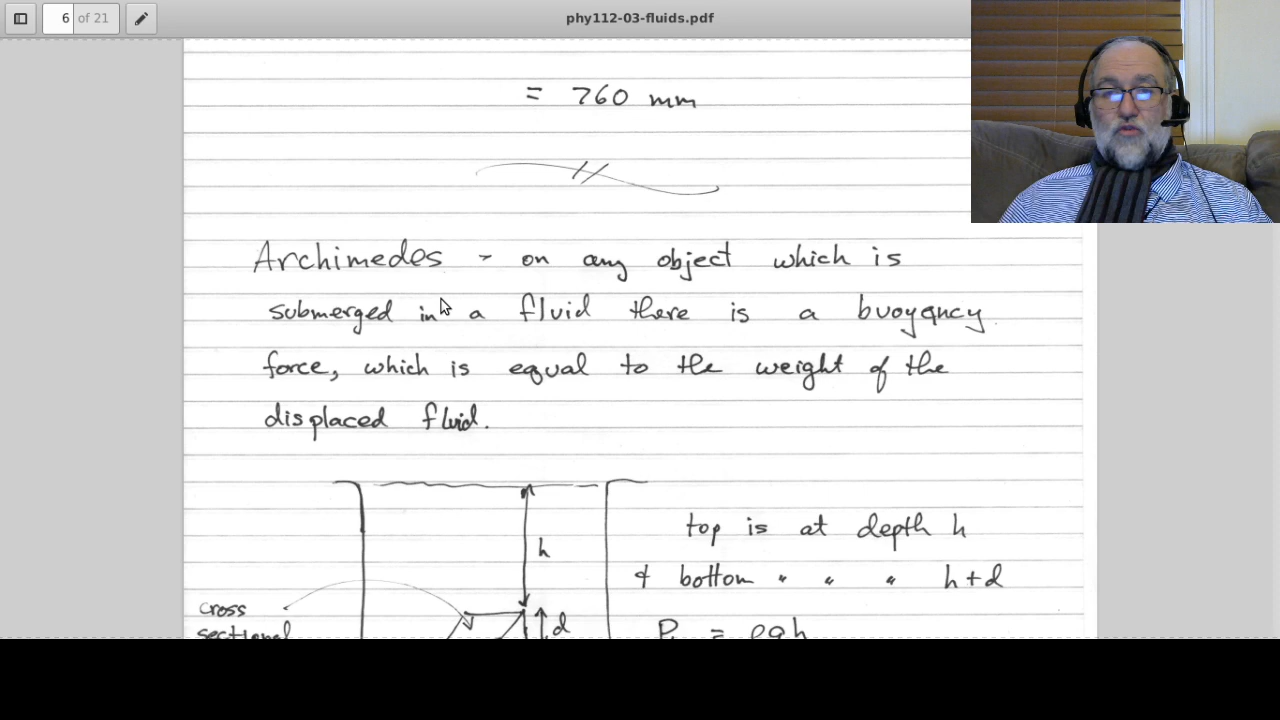 6 of 21
phy112-03-fluids.pdf
= 760 mm
Archimedes - on any object which is
submerged in a fluid there is a buoyancy
force, which is equal to the weight of the
displaced fluid.
h
top is at depth h
& bottom " " " h+d
cross
sectional
d
P = ρgh